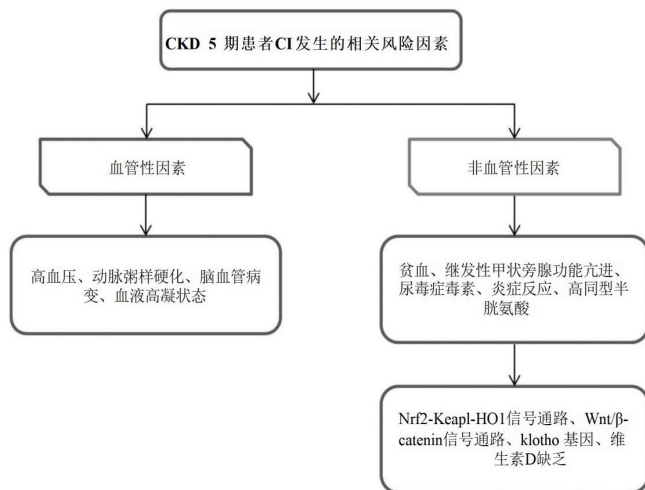 CKD 5 期患者CI发生的相关风险因素
血管性因素
非血管性因素
高血压、动脉粥样硬化、脑血管病
变、血液高凝状态
贫血、继发性甲状旁腺功能亢进、
尿毒症毒素、炎症反应、高同型半
胱氨酸
Nrf2-Keapl-HO1信号通路、Wnt/β-
catenin信号通路、klotho 基因、维
生素D缺乏